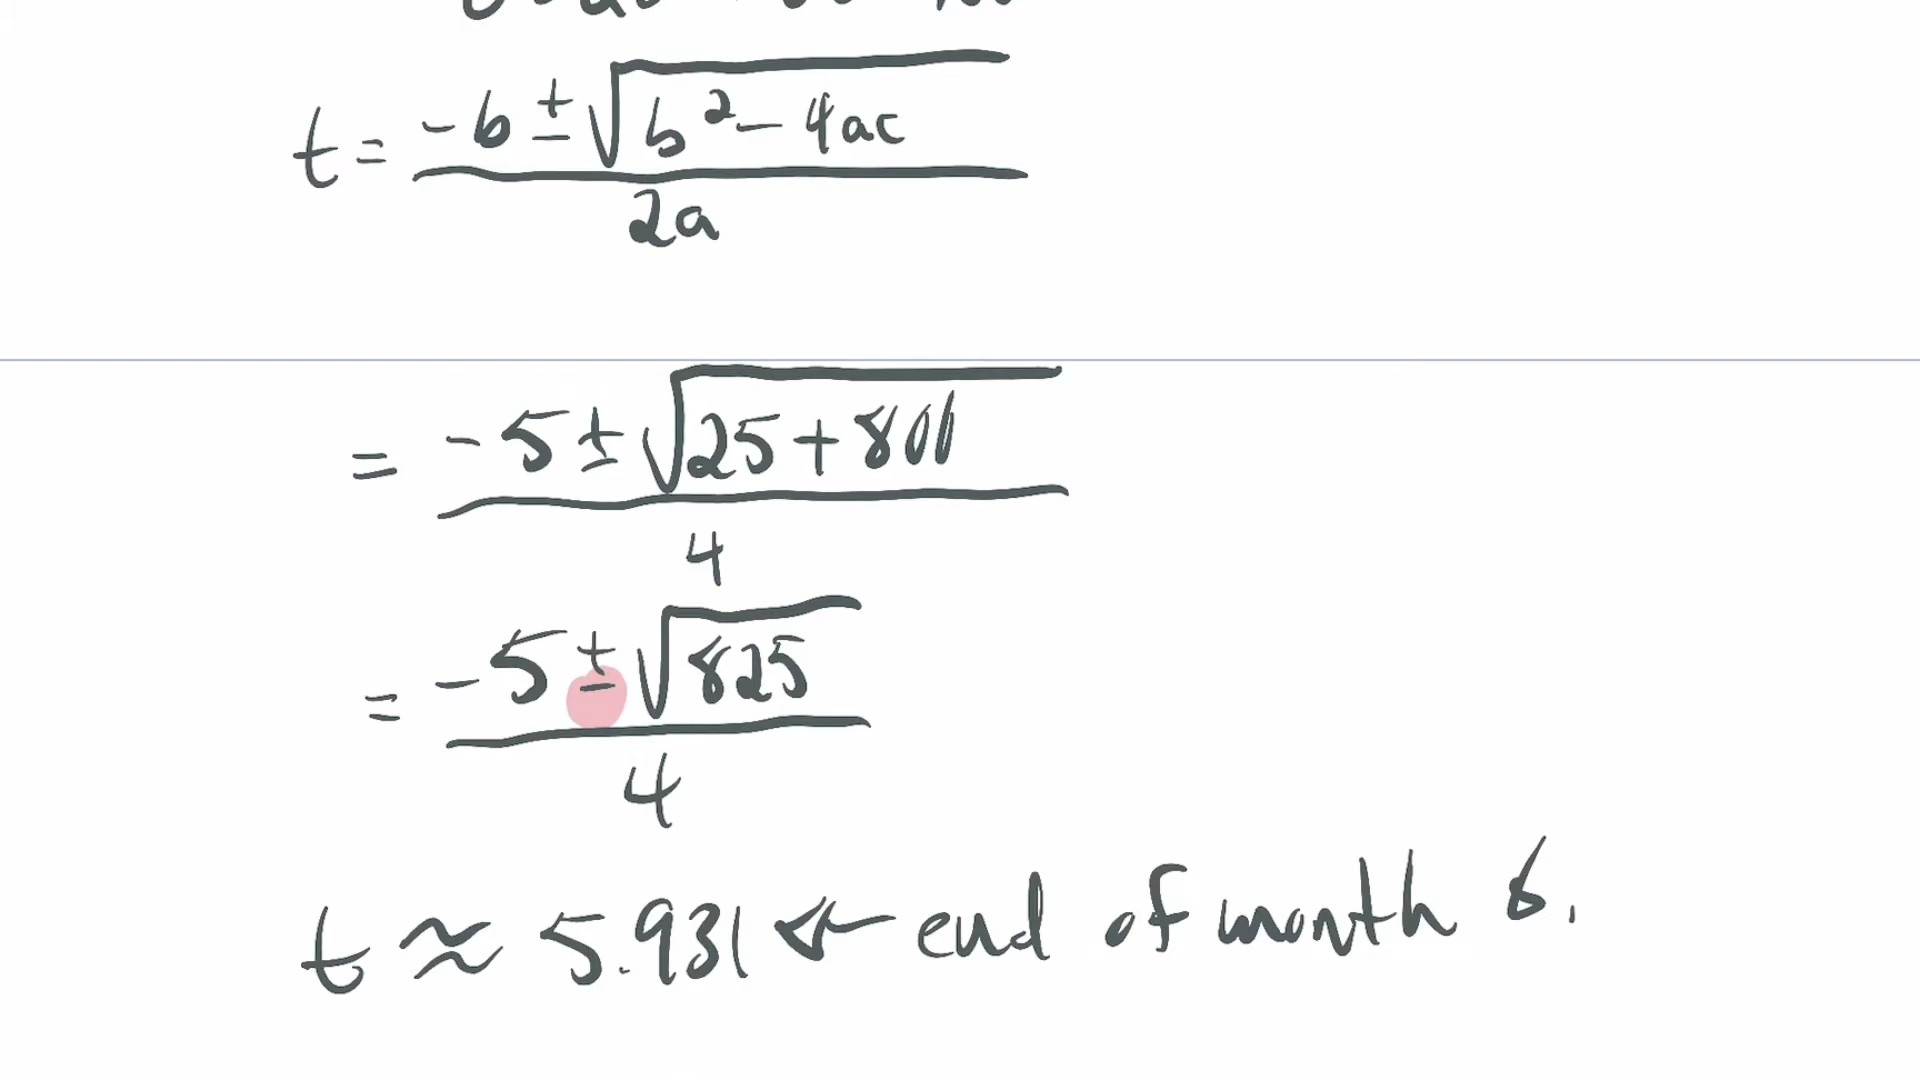 t = (-b ± √(b² - 4ac)) / 2a
= (-5 ± √(25 + 800)) / 4
= (-5 ± √825) / 4
t ≈ 5.931 ← end of month 6.